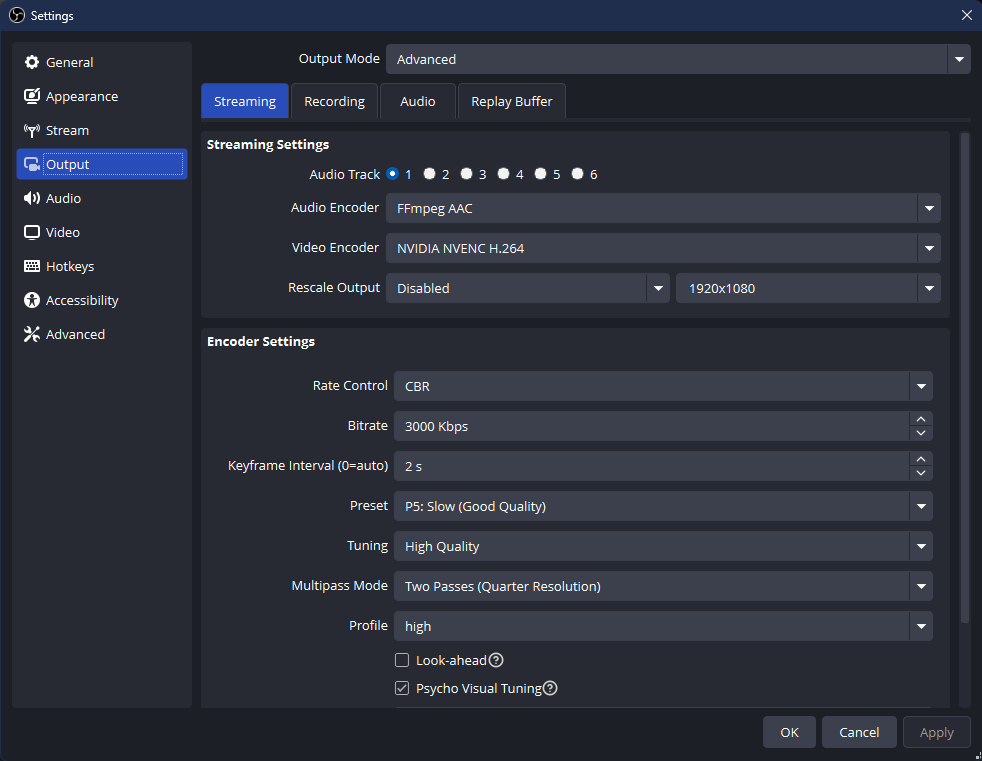 Settings
General
Appearance
Stream
Output
Audio
Video
Hotkeys
Accessibility
Advanced
Output Mode Advanced
Streaming Recording Audio Replay Buffer
Streaming Settings
Audio Track 1 2 3 4 5 6
Audio Encoder FFmpeg AAC
Video Encoder NVIDIA NVENC H.264
Rescale Output Disabled 1920x1080
Encoder Settings
Rate Control CBR
Bitrate 3000 Kbps
Keyframe Interval (0=auto) 2 s
Preset P5: Slow (Good Quality)
Tuning High Quality
Multipass Mode Two Passes (Quarter Resolution)
Profile high
Look-ahead ?
Psycho Visual Tuning ?
OK Cancel Apply